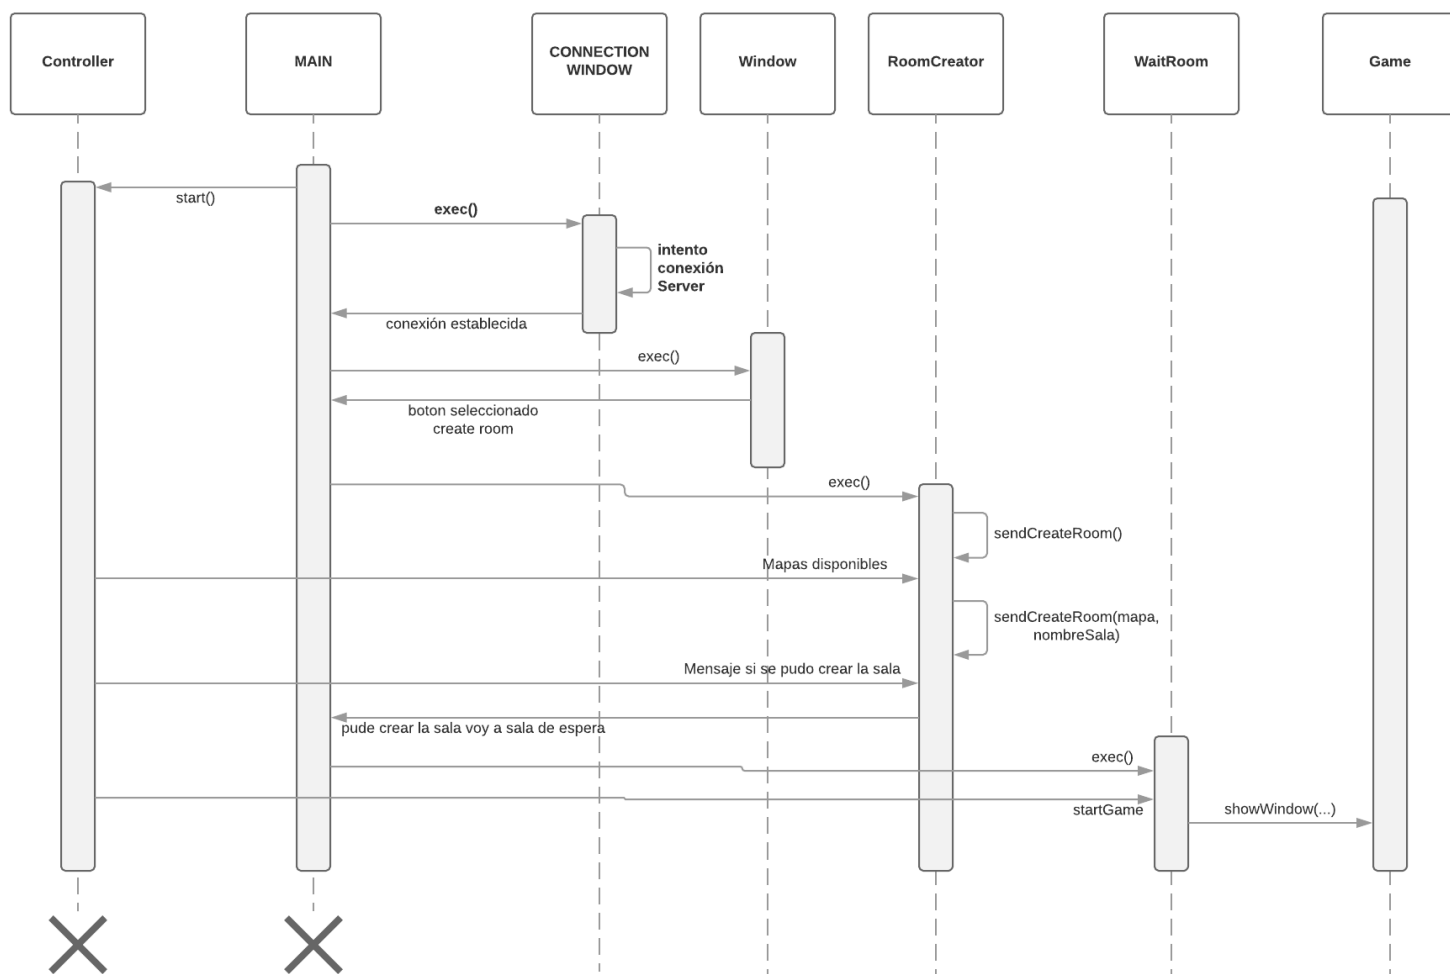 Controller
MAIN
CONNECTION
WINDOW
Window
RoomCreator
WaitRoom
Game
start()
exec()
intento
conexión
Server
conexión establecida
exec()
boton seleccionado
create room
exec()
sendCreateRoom()
Mapas disponibles
sendCreateRoom(mapa,
nombreSala)
Mensaje si se pudo crear la sala
pude crear la sala voy a sala de espera
exec()
startGame
showWindow(...)